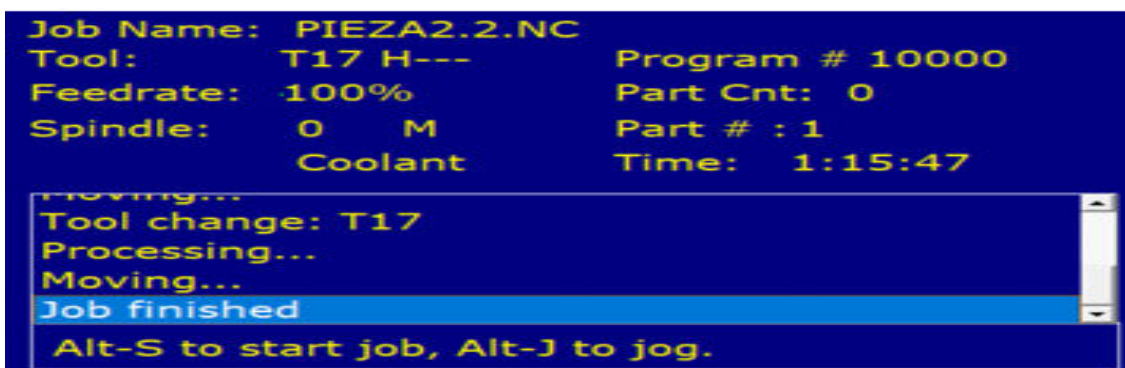 Job Name: PIEZA2.2.NC
Tool: T17 H--- Program # 10000
Feedrate: 100% Part Cnt: 0
Spindle: 0 M Part # : 1
Coolant Time: 1:15:47
Moving...
Tool change: T17
Processing...
Moving...
Job finished
Alt-S to start job, Alt-J to jog.